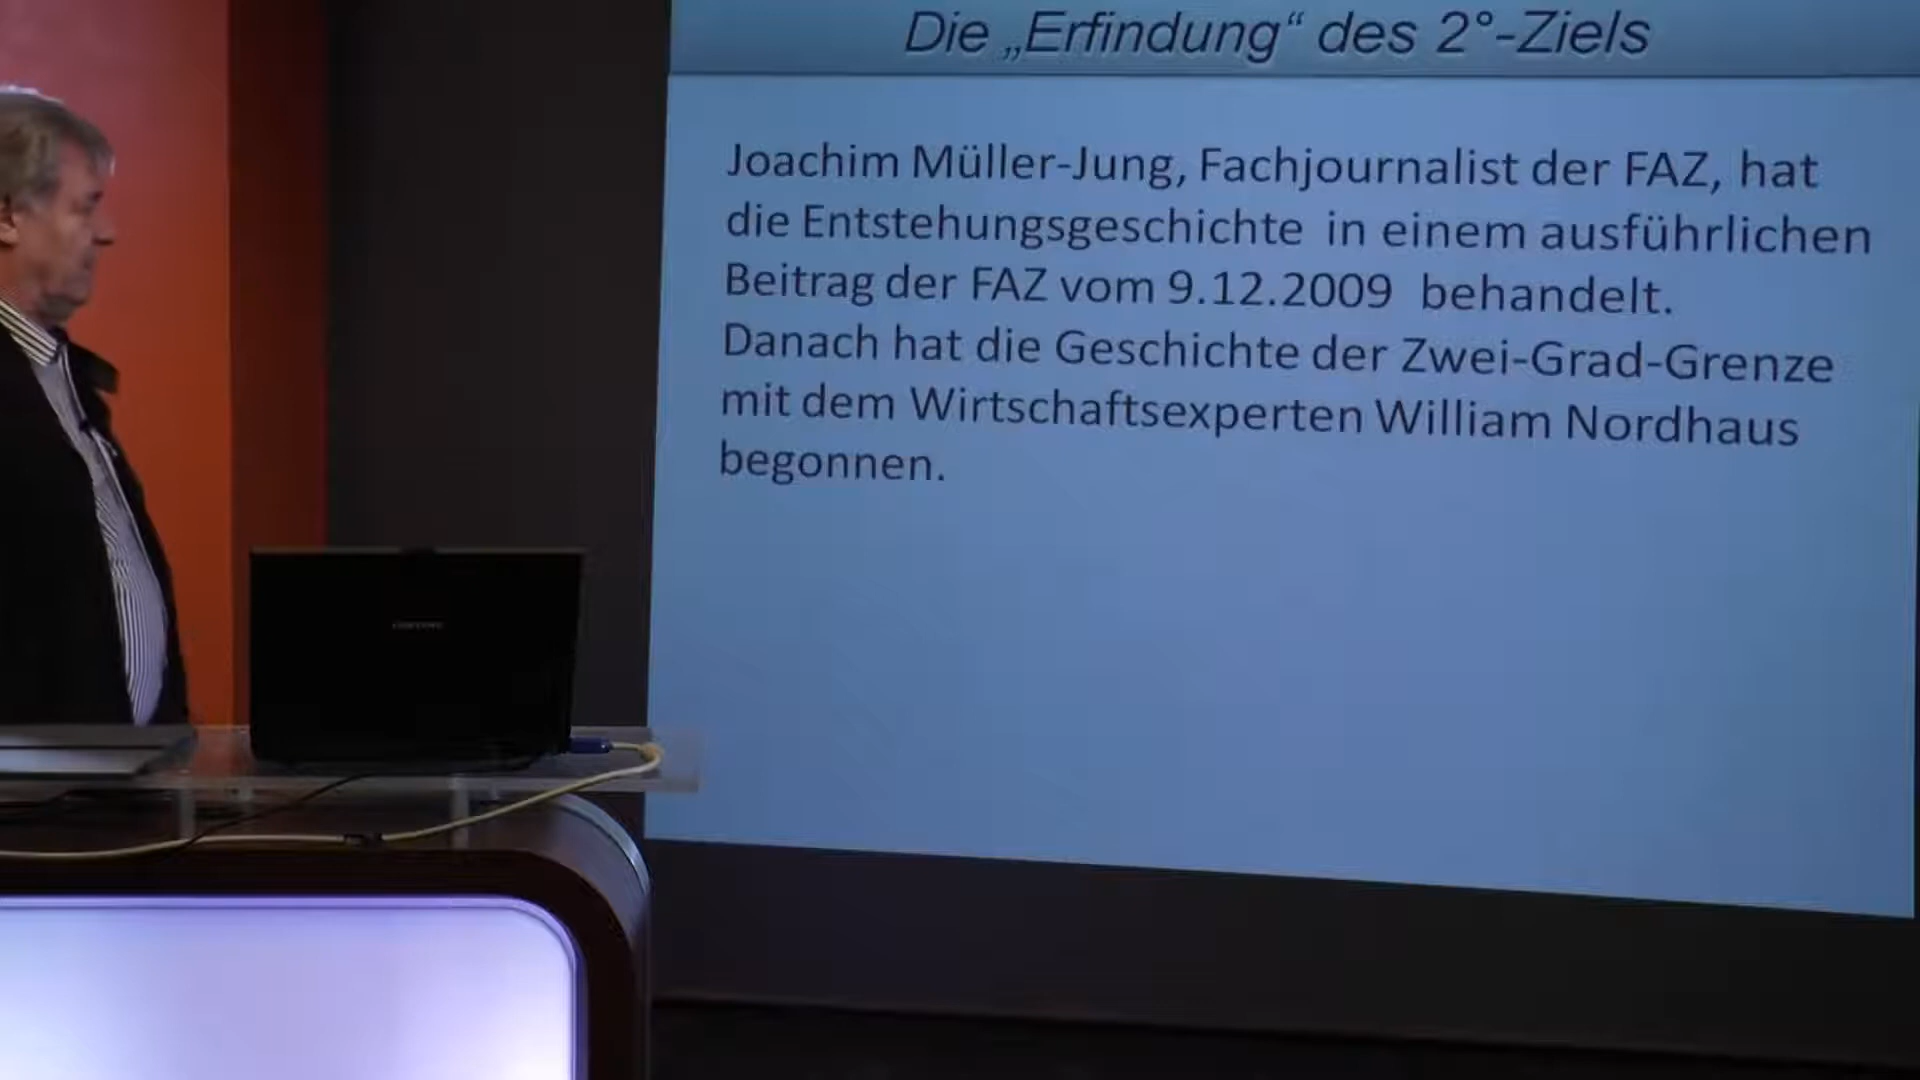 Die „Erfindung“ des 2°-Ziels
Joachim Müller-Jung, Fachjournalist der FAZ, hat
die Entstehungsgeschichte in einem ausführlichen
Beitrag der FAZ vom 9.12.2009 behandelt.
Danach hat die Geschichte der Zwei-Grad-Grenze
mit dem Wirtschaftsexperten William Nordhaus
begonnen.